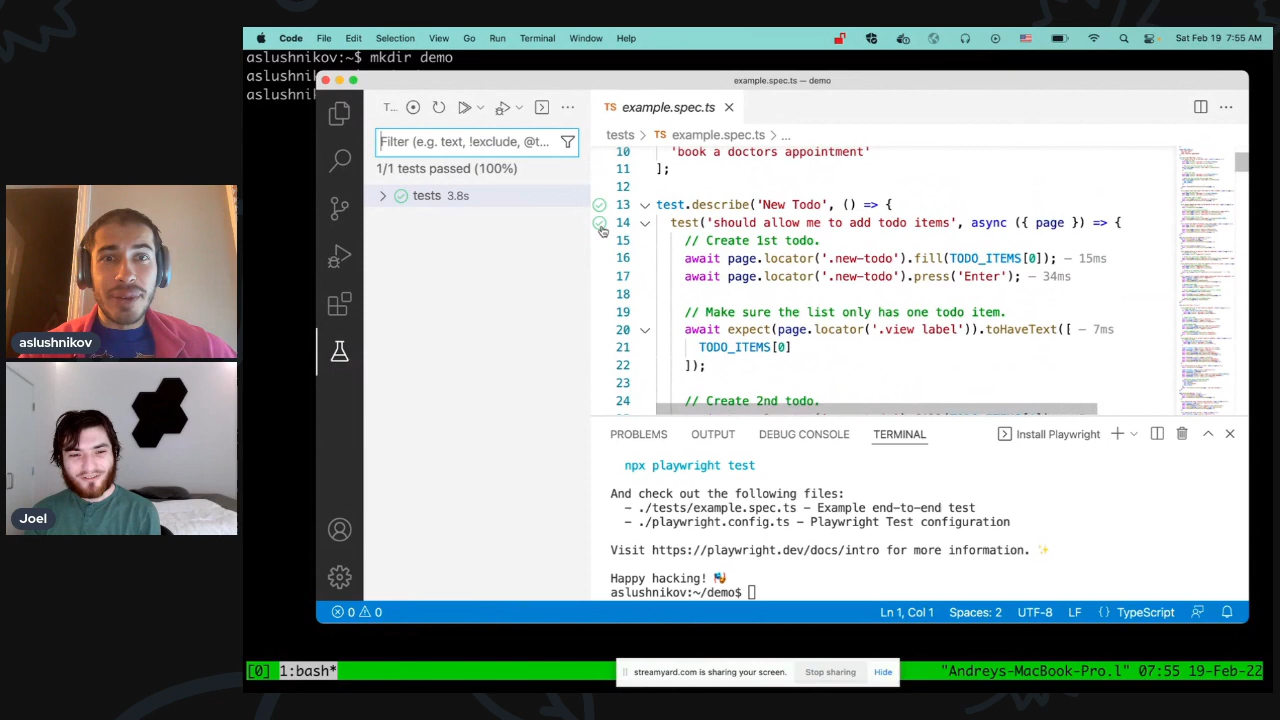 Code File Edit Selection View Go Run Terminal Window Help Sat Feb 19 7:55 AM
aslushnikov:~$ mkdir demo
aslushnik
aslushnik
example.spec.ts — demo
T...
TS example.spec.ts
Filter (e.g. text, !exclude, @t...
tests > TS example.spec.ts > ...
1/1 tests passed (100%)
tests 3.8s
10 'book a doctors appointment'
11 ];
12
13 test.describe('New Todo', () => {
14 test('should allow me to add todo items', async ({ page }) => {
15 // Create 1st todo.
16 await page.locator('.new-todo').fill(TODO_ITEMS[0]); — 15ms
17 await page.locator('.new-todo').press('Enter'); — 34ms
18
19 // Make sure the list only has one todo item.
20 await expect(page.locator('.view label')).toHaveText([ — 7ms
21 TODO_ITEMS[0]
22 ]);
23
24 // Create 2nd todo.
PROBLEMS OUTPUT DEBUG CONSOLE TERMINAL Install Playwright
npx playwright test
And check out the following files:
- ./tests/example.spec.ts - Example end-to-end test
- ./playwright.config.ts - Playwright Test configuration
Visit https://playwright.dev/docs/intro for more information. ✨
Happy hacking! 🎭
aslushnikov:~/demo$
0 0 Ln 1, Col 1 Spaces: 2 UTF-8 LF {} TypeScript
[0] 1:bash* "Andreys-MacBook-Pro.l" 07:55 19-Feb-22
streamyard.com is sharing your screen. Stop sharing Hide
aslushnikov
Joel